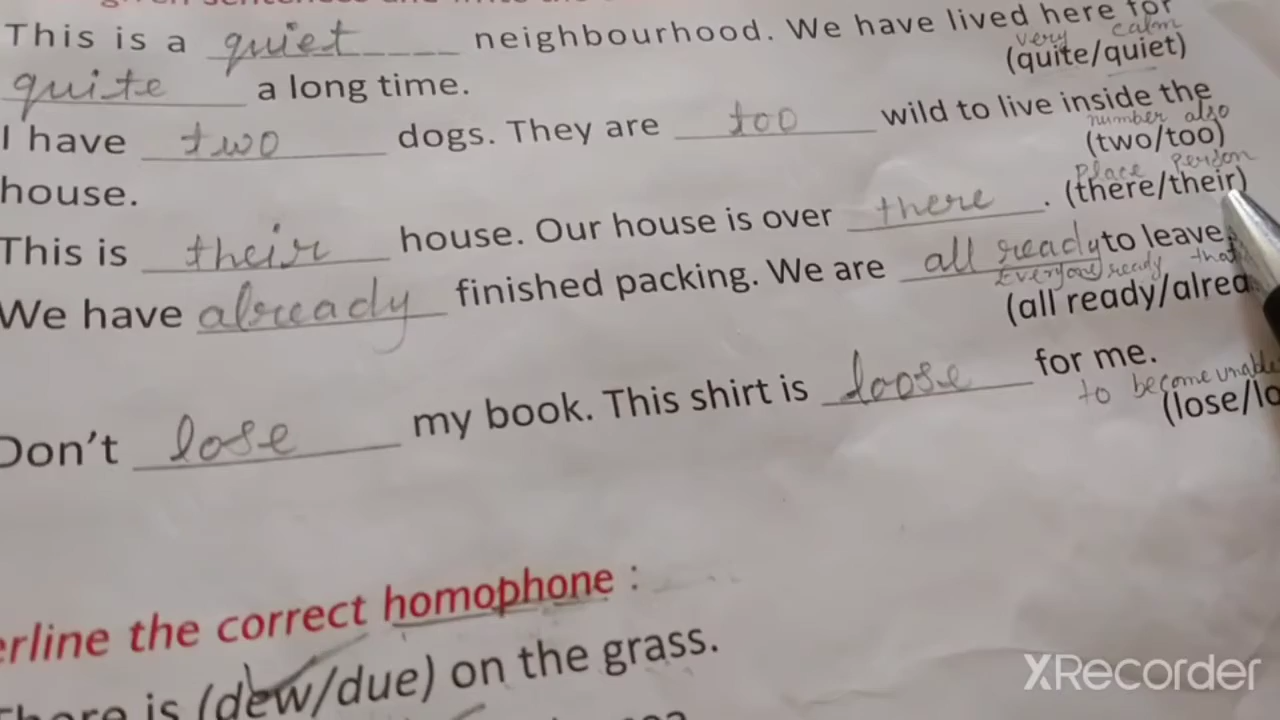 This is a quiet neighbourhood. We have lived here for
very calm
quite a long time. (quite/quiet)
I have two dogs. They are too wild to live inside the
number also
house. (two/too)
Place Person
This is their house. Our house is over there. (there/their)
We have already finished packing. We are all ready to leave.
Everyone ready
(all ready/alrea
Don't lose my book. This shirt is loose for me.
to become unable
(lose/lo
erline the correct homophone :
There is (dew/due) on the grass.
XRecorder